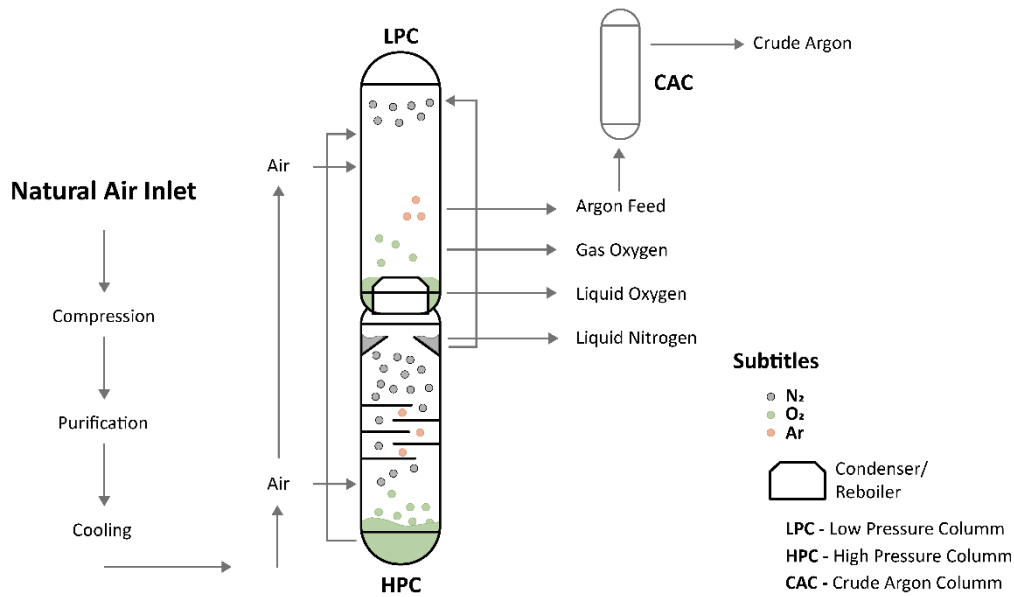 LPC
Crude Argon
CAC
Natural Air Inlet
Air
Argon Feed
Gas Oxygen
Compression
Liquid Oxygen
Liquid Nitrogen
Purification
Air
Cooling
HPC
Subtitles
N₂
O₂
Ar
Condenser/
Reboiler
LPC - Low Pressure Columm
HPC - High Pressure Columm
CAC - Crude Argon Columm